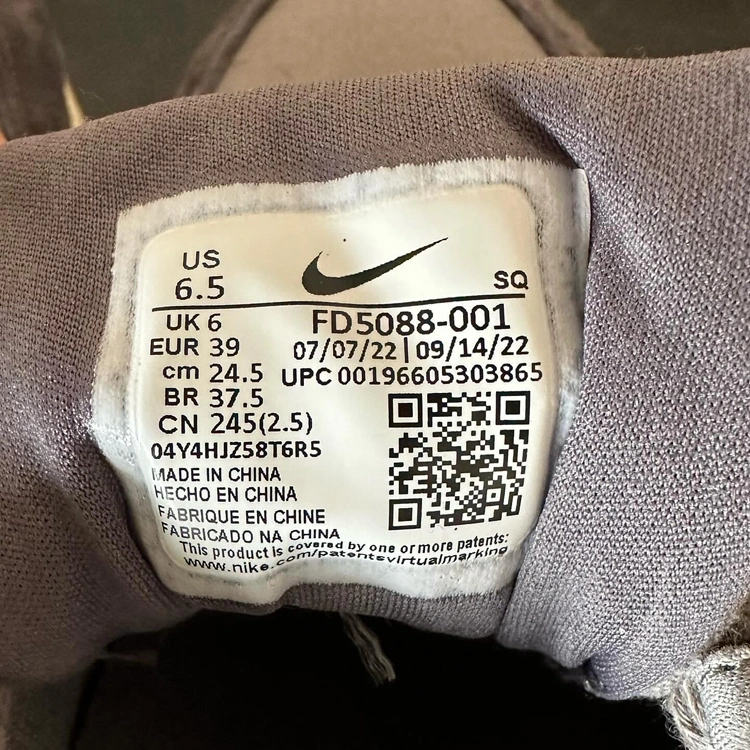 US
6.5
SQ
UK 6
FD5088-001
EUR 39
07/07/22 | 09/14/22
cm 24.5
UPC 00196605303865
BR 37.5
CN 245(2.5)
04Y4HJZ58T6R5
MADE IN CHINA
HECHO EN CHINA
FABRIQUE EN CHINE
FABRICADO NA CHINA
This product is covered by one or more patents:
www.nike.com/patentsvirtualmarking